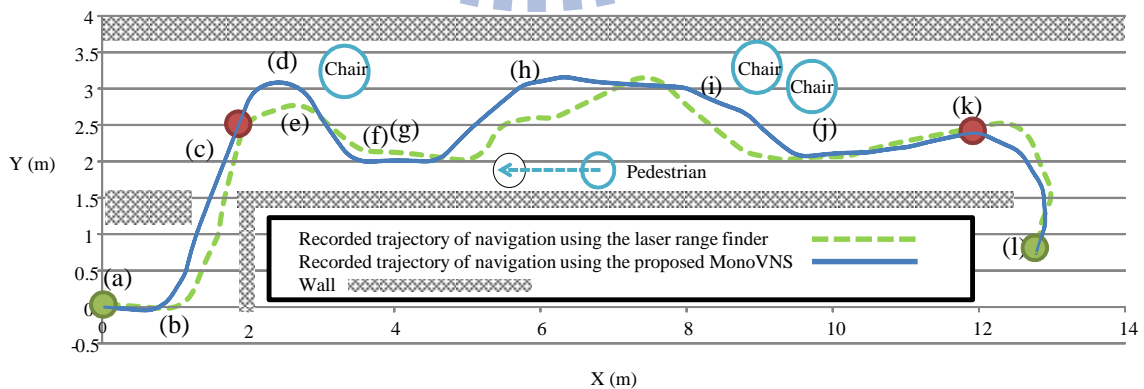 4
3.5
(d)
Chair
(h)
Chair
Chair
3
(i)
(e)
2.5
(k)
(c)
(f)
(g)
(j)
Y (m)
2
Pedestrian
1.5
1
Recorded trajectory of navigation using the laser range finder
(l)
0.5
Recorded trajectory of navigation using the proposed MonoVNS
(a)
Wall
0
(b)
0
2
4
6
8
10
12
14
-0.5
X (m)